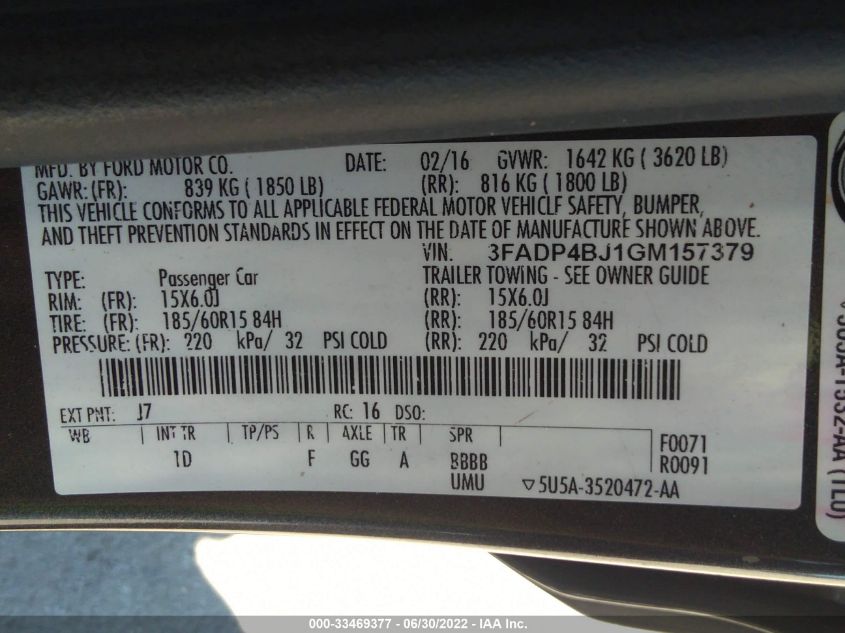 MFD. BY FORD MOTOR CO. DATE: 02/16 GVWR: 1642 KG ( 3620 LB)
GAWR: (FR): 839 KG ( 1850 LB) (RR): 816 KG ( 1800 LB)
THIS VEHICLE CONFORMS TO ALL APPLICABLE FEDERAL MOTOR VEHICLE SAFETY, BUMPER,
AND THEFT PREVENTION STANDARDS IN EFFECT ON THE DATE OF MANUFACTURE SHOWN ABOVE.
VIN: 3FADP4BJ1GM157379
TYPE: Passenger Car TRAILER TOWING - SEE OWNER GUIDE
RIM: (FR): 15X6.0J (RR): 15X6.0J
TIRE: (FR): 185/60R15 84H (RR): 185/60R15 84H
PRESSURE: (FR): 220 kPa/ 32 PSI COLD (RR): 220 kPa/ 32 PSI COLD
EXT PNT: J7 RC: 16 DSO:
WB INT TR TP/PS R AXLE TR SPR F0071
1D F GG A BBBB R0091
UMU ▽5U5A-3520472-AA
000-33469377 - 06/30/2022 - IAA Inc.